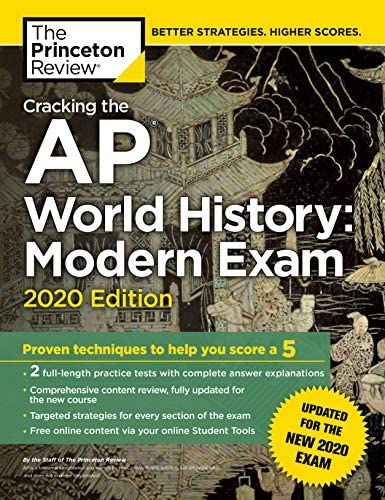 The
Princeton
Review®
BETTER STRATEGIES. HIGHER SCORES.
Cracking the
AP®
World History:
Modern Exam
2020 Edition
Proven techniques to help you score a 5
• 2 full-length practice tests with complete answer explanations
• Comprehensive content review, fully updated for
the new course
• Targeted strategies for every section of the exam
• Free online content via your online Student Tools
UPDATED
FOR THE
NEW 2020
EXAM
By the Staff of The Princeton Review